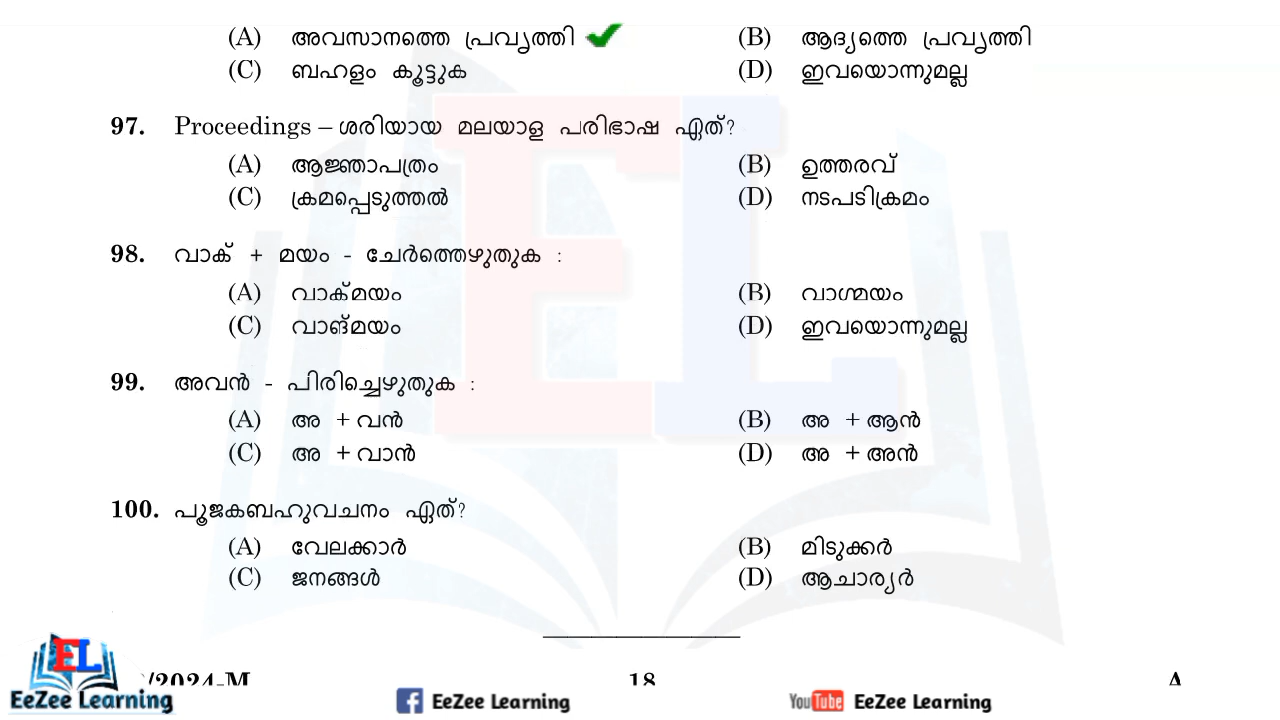 (A) അവസാനത്തെ പ്രവൃത്തി (B) ആദ്യത്തെ പ്രവൃത്തി
(C) ബഹളം കൂട്ടുക (D) ഇവയൊന്നുമല്ല
97. Proceedings – ശരിയായ മലയാള പരിഭാഷ ഏത്?
(A) ആജ്ഞാപത്രം (B) ഉത്തരവ്
(C) ക്രമപ്പെടുത്തൽ (D) നടപടിക്രമം
98. വാക് + മയം - ചേർത്തെഴുതുക :
(A) വാക്മയം (B) വാഗ്മയം
(C) വാങ്മയം (D) ഇവയൊന്നുമല്ല
99. അവൻ - പിരിച്ചെഴുതുക :
(A) അ + വൻ (B) അ + ആൻ
(C) അ + വാൻ (D) അ + അൻ
100. പൂജകബഹുവചനം ഏത്?
(A) വേലക്കാർ (B) മിടുക്കർ
(C) ജനങ്ങൾ (D) ആചാര്യർ
EL
/2024-M 18 A
EeZee Learning EeZee Learning YouTube EeZee Learning